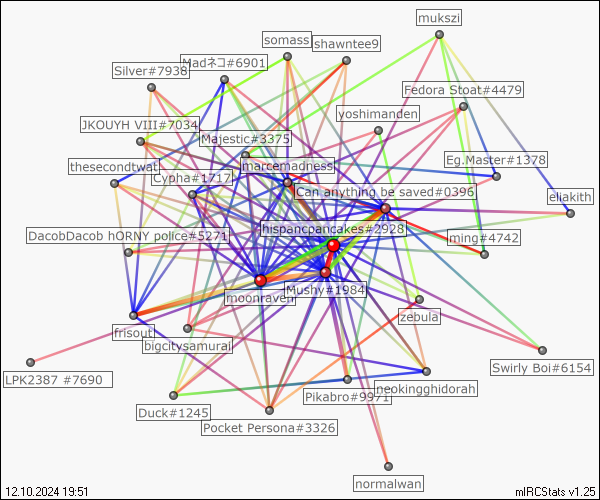 mukszi
somass
shawntee9
Madネコ#6901
Silver#7938
Fedora Stoat#4479
yoshimanden
JKOUYH VIII#7034
Majestic#3375
Eg.Master#1378
thesecondtwat
marcemadness
Cypha#1717
Can anything be saved#0396
eliakith
hispancpancakes#2928
DacobDacob hORNY police#5271
ming#4742
Mushy#1984
moonraven
zebula
frisout
bigcitysamurai
Swirly Boi#6154
LPK2387 #7690
neokingghidorah
Pikabro#9971
Duck#1245
Pocket Persona#3326
normalwan
12.10.2024 19:51
mIRCStats v1.25